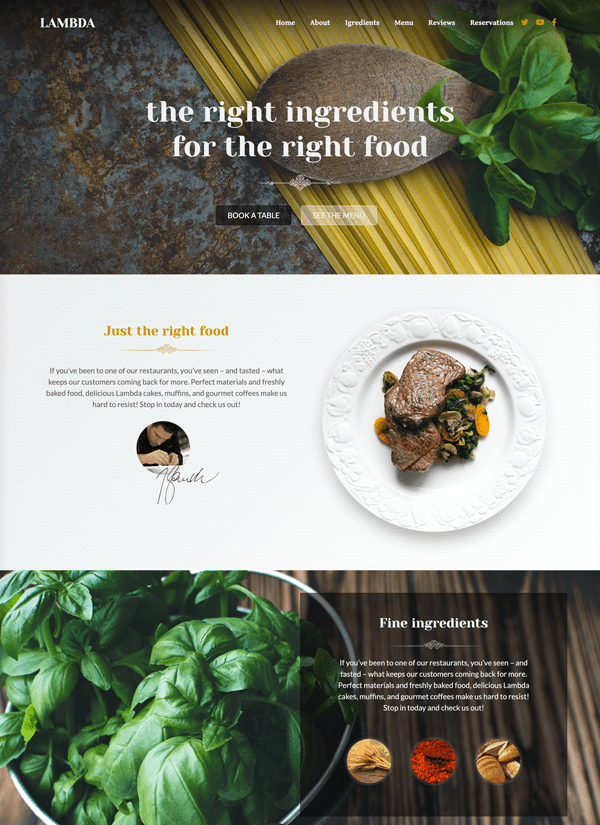 LAMBDA
Home About Igredients Menu Reviews Reservations
the right ingredients
for the right food
BOOK A TABLE SEE THE MENU
Just the right food
If you've been to one of our restaurants, you've seen – and tasted – what
keeps our customers coming back for more. Perfect materials and freshly
baked food, delicious Lambda cakes, muffins, and gourmet coffees make us
hard to resist! Stop in today and check us out!
Fine ingredients
If you've been to one of our restaurants, you've seen – and
tasted – what keeps our customers coming back for more.
Perfect materials and freshly baked food, delicious Lambda
cakes, muffins, and gourmet coffees make us hard to resist!
Stop in today and check us out!